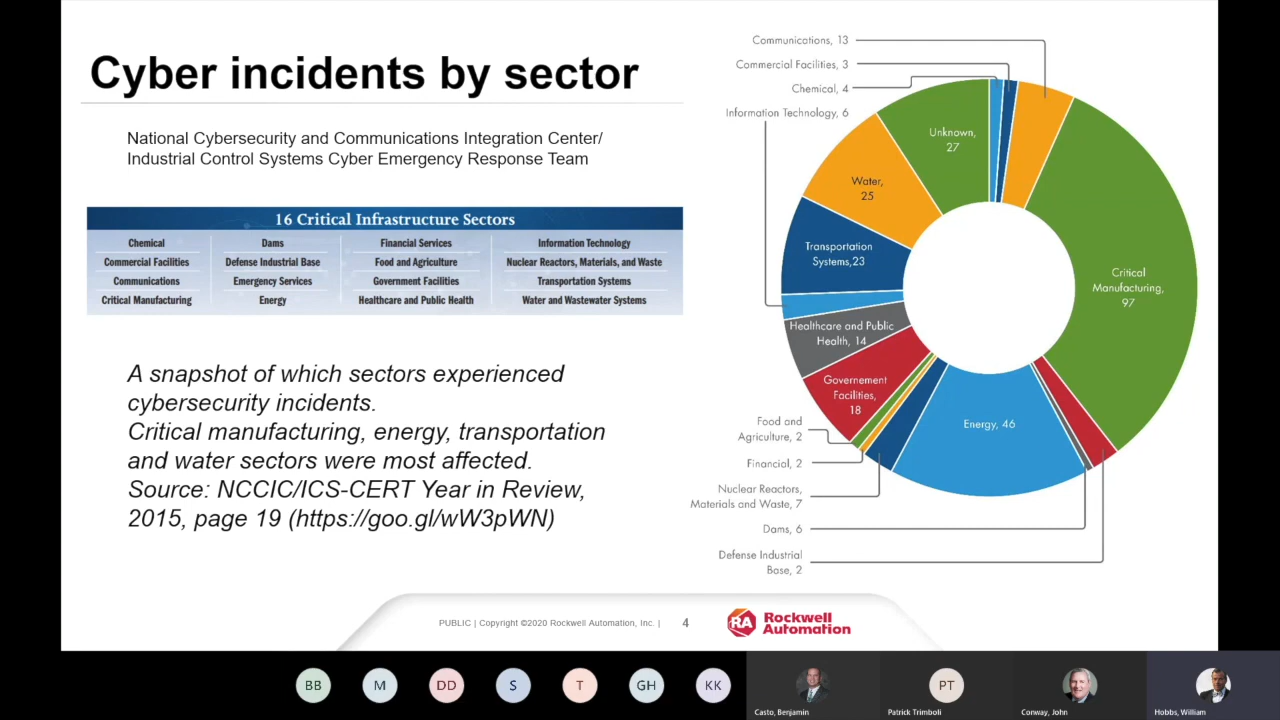 Cyber incidents by sector
National Cybersecurity and Communications Integration Center/
Industrial Control Systems Cyber Emergency Response Team
16 Critical Infrastructure Sectors
Chemical
Dams
Financial Services
Information Technology
Commercial Facilities
Defense Industrial Base
Food and Agriculture
Nuclear Reactors, Materials, and Waste
Communications
Emergency Services
Government Facilities
Transportation Systems
Critical Manufacturing
Energy
Healthcare and Public Health
Water and Wastewater Systems
A snapshot of which sectors experienced
cybersecurity incidents.
Critical manufacturing, energy, transportation
and water sectors were most affected.
Source: NCCIC/ICS-CERT Year in Review,
2015, page 19 (https://goo.gl/wW3pWN)
Communications, 13
Commercial Facilities, 3
Chemical, 4
Information Technology, 6
Unknown,
27
Water,
25
Transportation
Systems,23
Critical
Manufacturing,
97
Healthcare and Public
Health, 14
Governement
Facilities,
18
Energy, 46
Food and
Agriculture, 2
Financial, 2
Nuclear Reactors,
Materials and Waste, 7
Dams, 6
Defense Industrial
Base, 2
PUBLIC | Copyright ©2020 Rockwell Automation, Inc. |
4
RA
Rockwell
Automation
BB
M
DD
S
T
GH
KK
PT
Casto, Benjamin
Patrick Trimboli
Conway, John
Hobbs, William